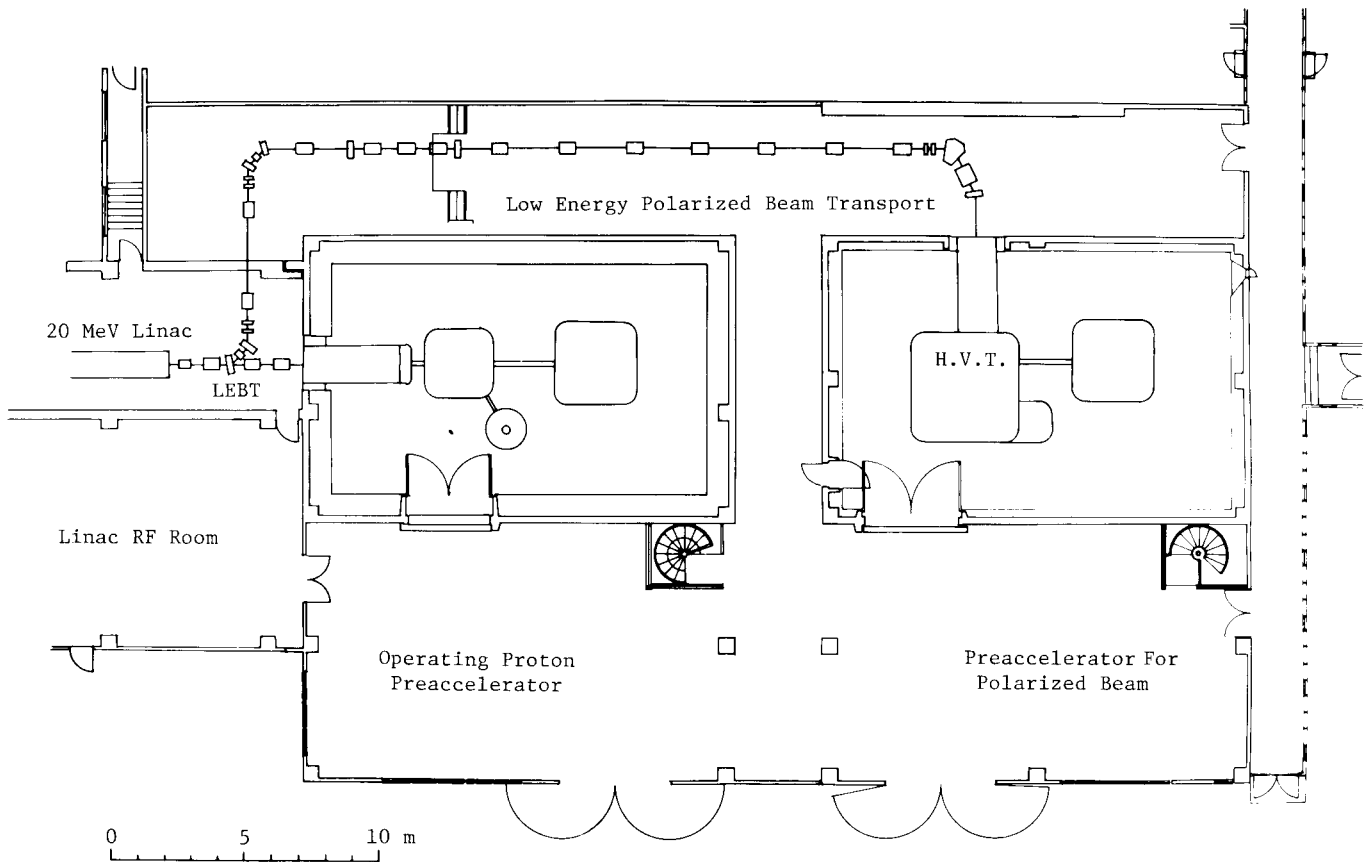 Low Energy Polarized Beam Transport
20 MeV Linac
H.V.T.
LEBT
Linac RF Room
Operating Proton
Preaccelerator
Preaccelerator For
Polarized Beam
0 5 10 m